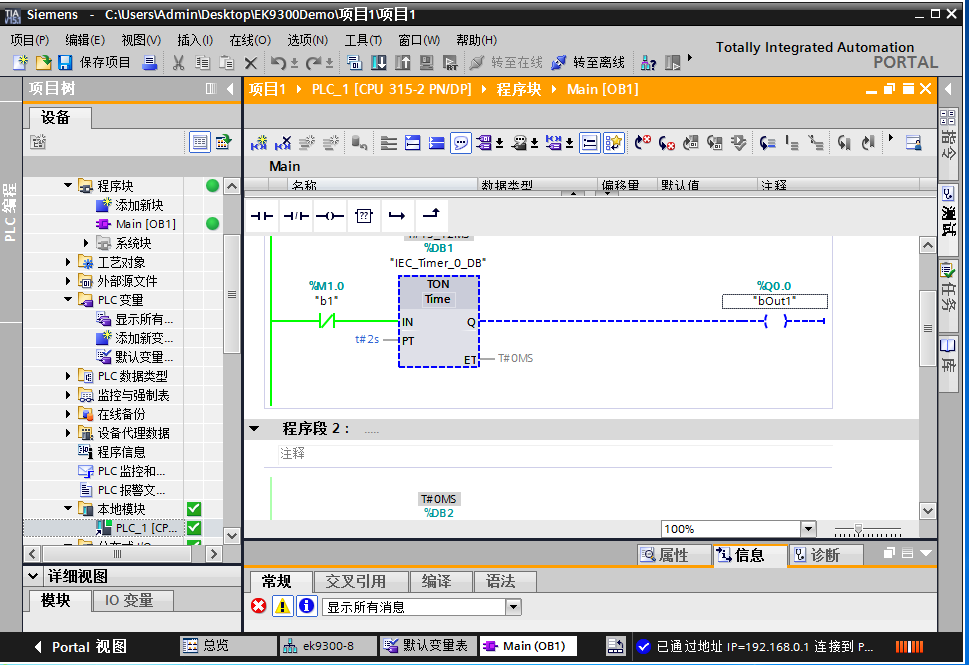 Siemens - C:\Users\Admin\Desktop\EK9300Demo\项目1\项目1
项目(P) 编辑(E) 视图(V) 插入(I) 在线(O) 选项(N) 工具(T) 窗口(W) 帮助(H)
Totally Integrated Automation
PORTAL
保存项目 转至在线 转至离线
项目树
项目1 PLC_1 [CPU 315-2 PN/DP] 程序块 Main [OB1]
设备
PLC 编程
程序块
添加新块
Main [OB1]
系统块
工艺对象
外部源文件
PLC 变量
显示所有...
添加新变...
默认变量...
PLC 数据类型
监控与强制表
在线备份
设备代理数据
程序信息
PLC 监控和...
PLC 报警文...
本地模块
PLC_1 [CP...
详细视图
模块 IO 变量
Main
名称 数据类型 偏移量 默认值 注释
??
%DB1
"IEC_Timer_0_DB"
TON
Time
%M1.0
"b1"
%Q0.0
"bOut1"
IN Q
t#2s PT
ET T#0MS
程序段 2： .....
注释
T#0MS
%DB2
100%
属性 信息 诊断
常规 交叉引用 编译 语法
显示所有消息
指令
测试
任务
库
Portal 视图 总览 ek9300-8 默认变量表 Main (OB1) 已通过地址 IP=192.168.0.1 连接到 P...